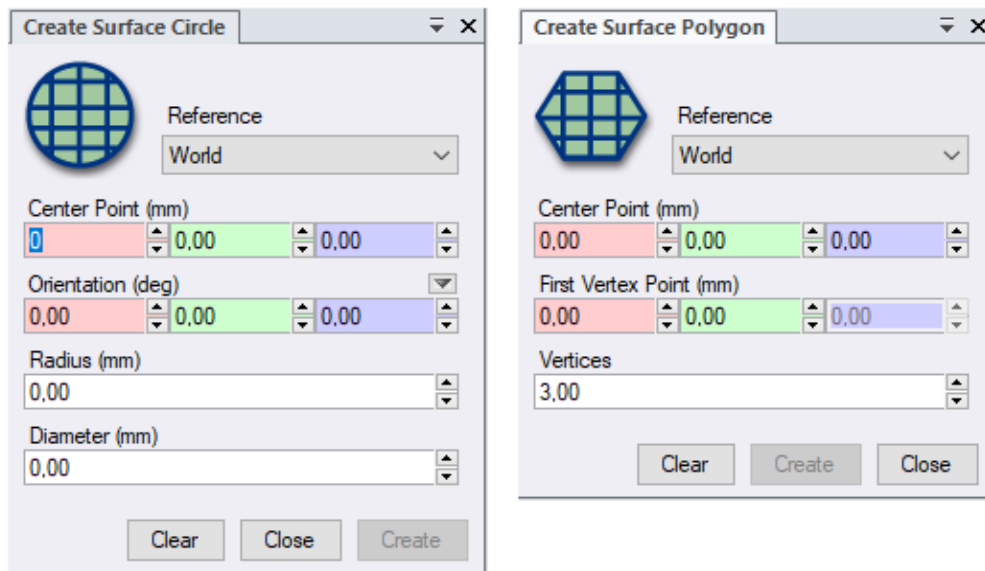 Create Surface Circle
Reference
World
Center Point (mm)
0 0,00 0,00
Orientation (deg)
0,00 0,00 0,00
Radius (mm)
0,00
Diameter (mm)
0,00
Clear Close Create
Create Surface Polygon
Reference
World
Center Point (mm)
0,00 0,00 0,00
First Vertex Point (mm)
0,00 0,00 0,00
Vertices
3,00
Clear Create Close